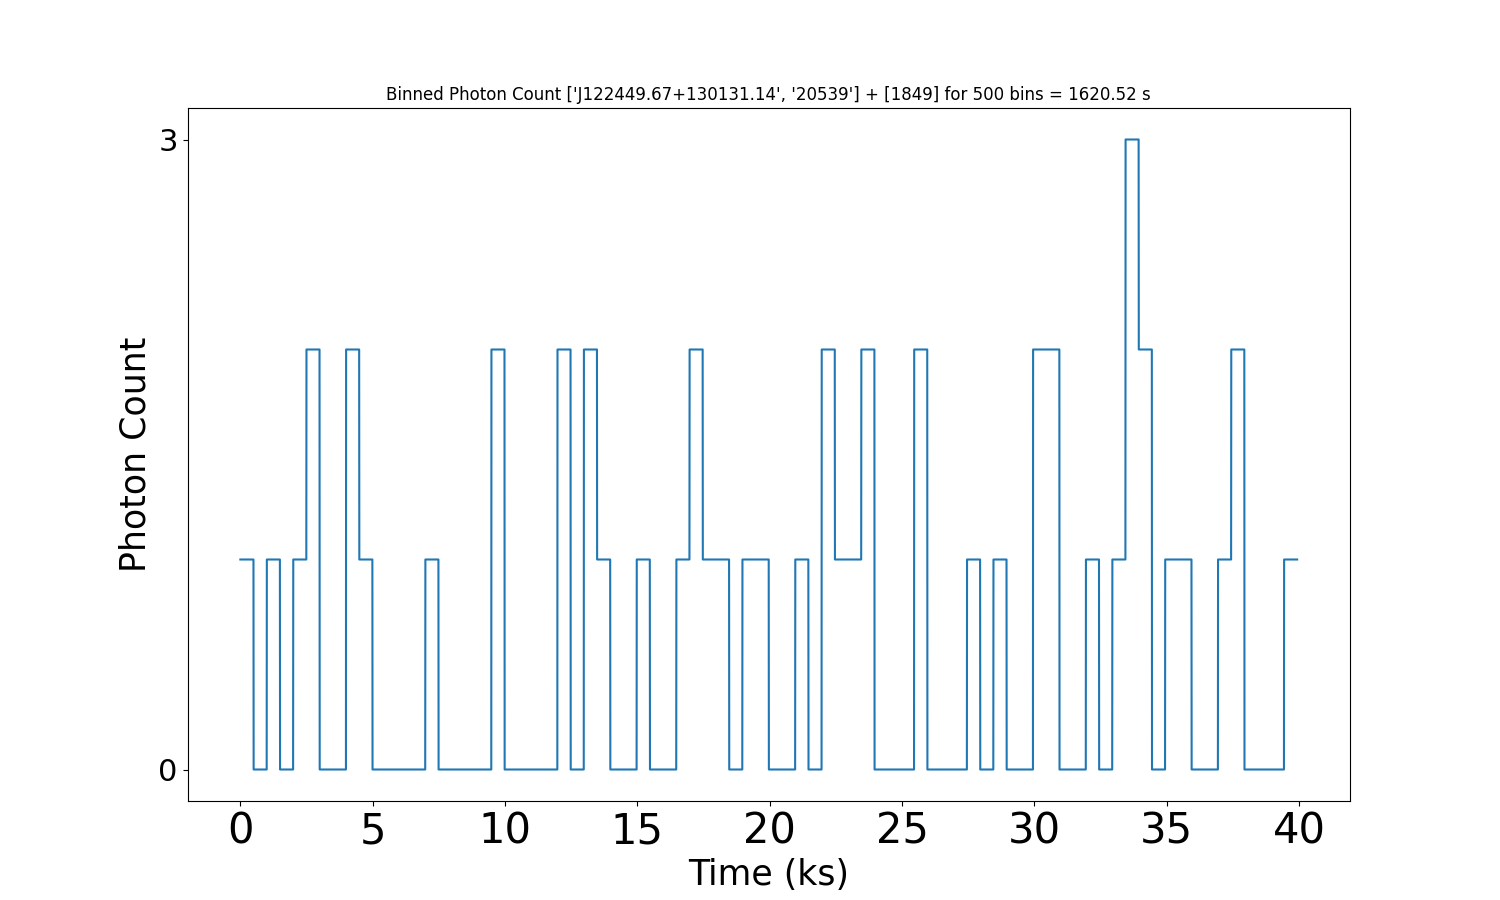 Binned Photon Count ['J122449.67+130131.14', '20539'] + [1849] for 500 bins = 1620.52 s
3
Photon Count
0
0 5 10 15 20 25 30 35 40
Time (ks)